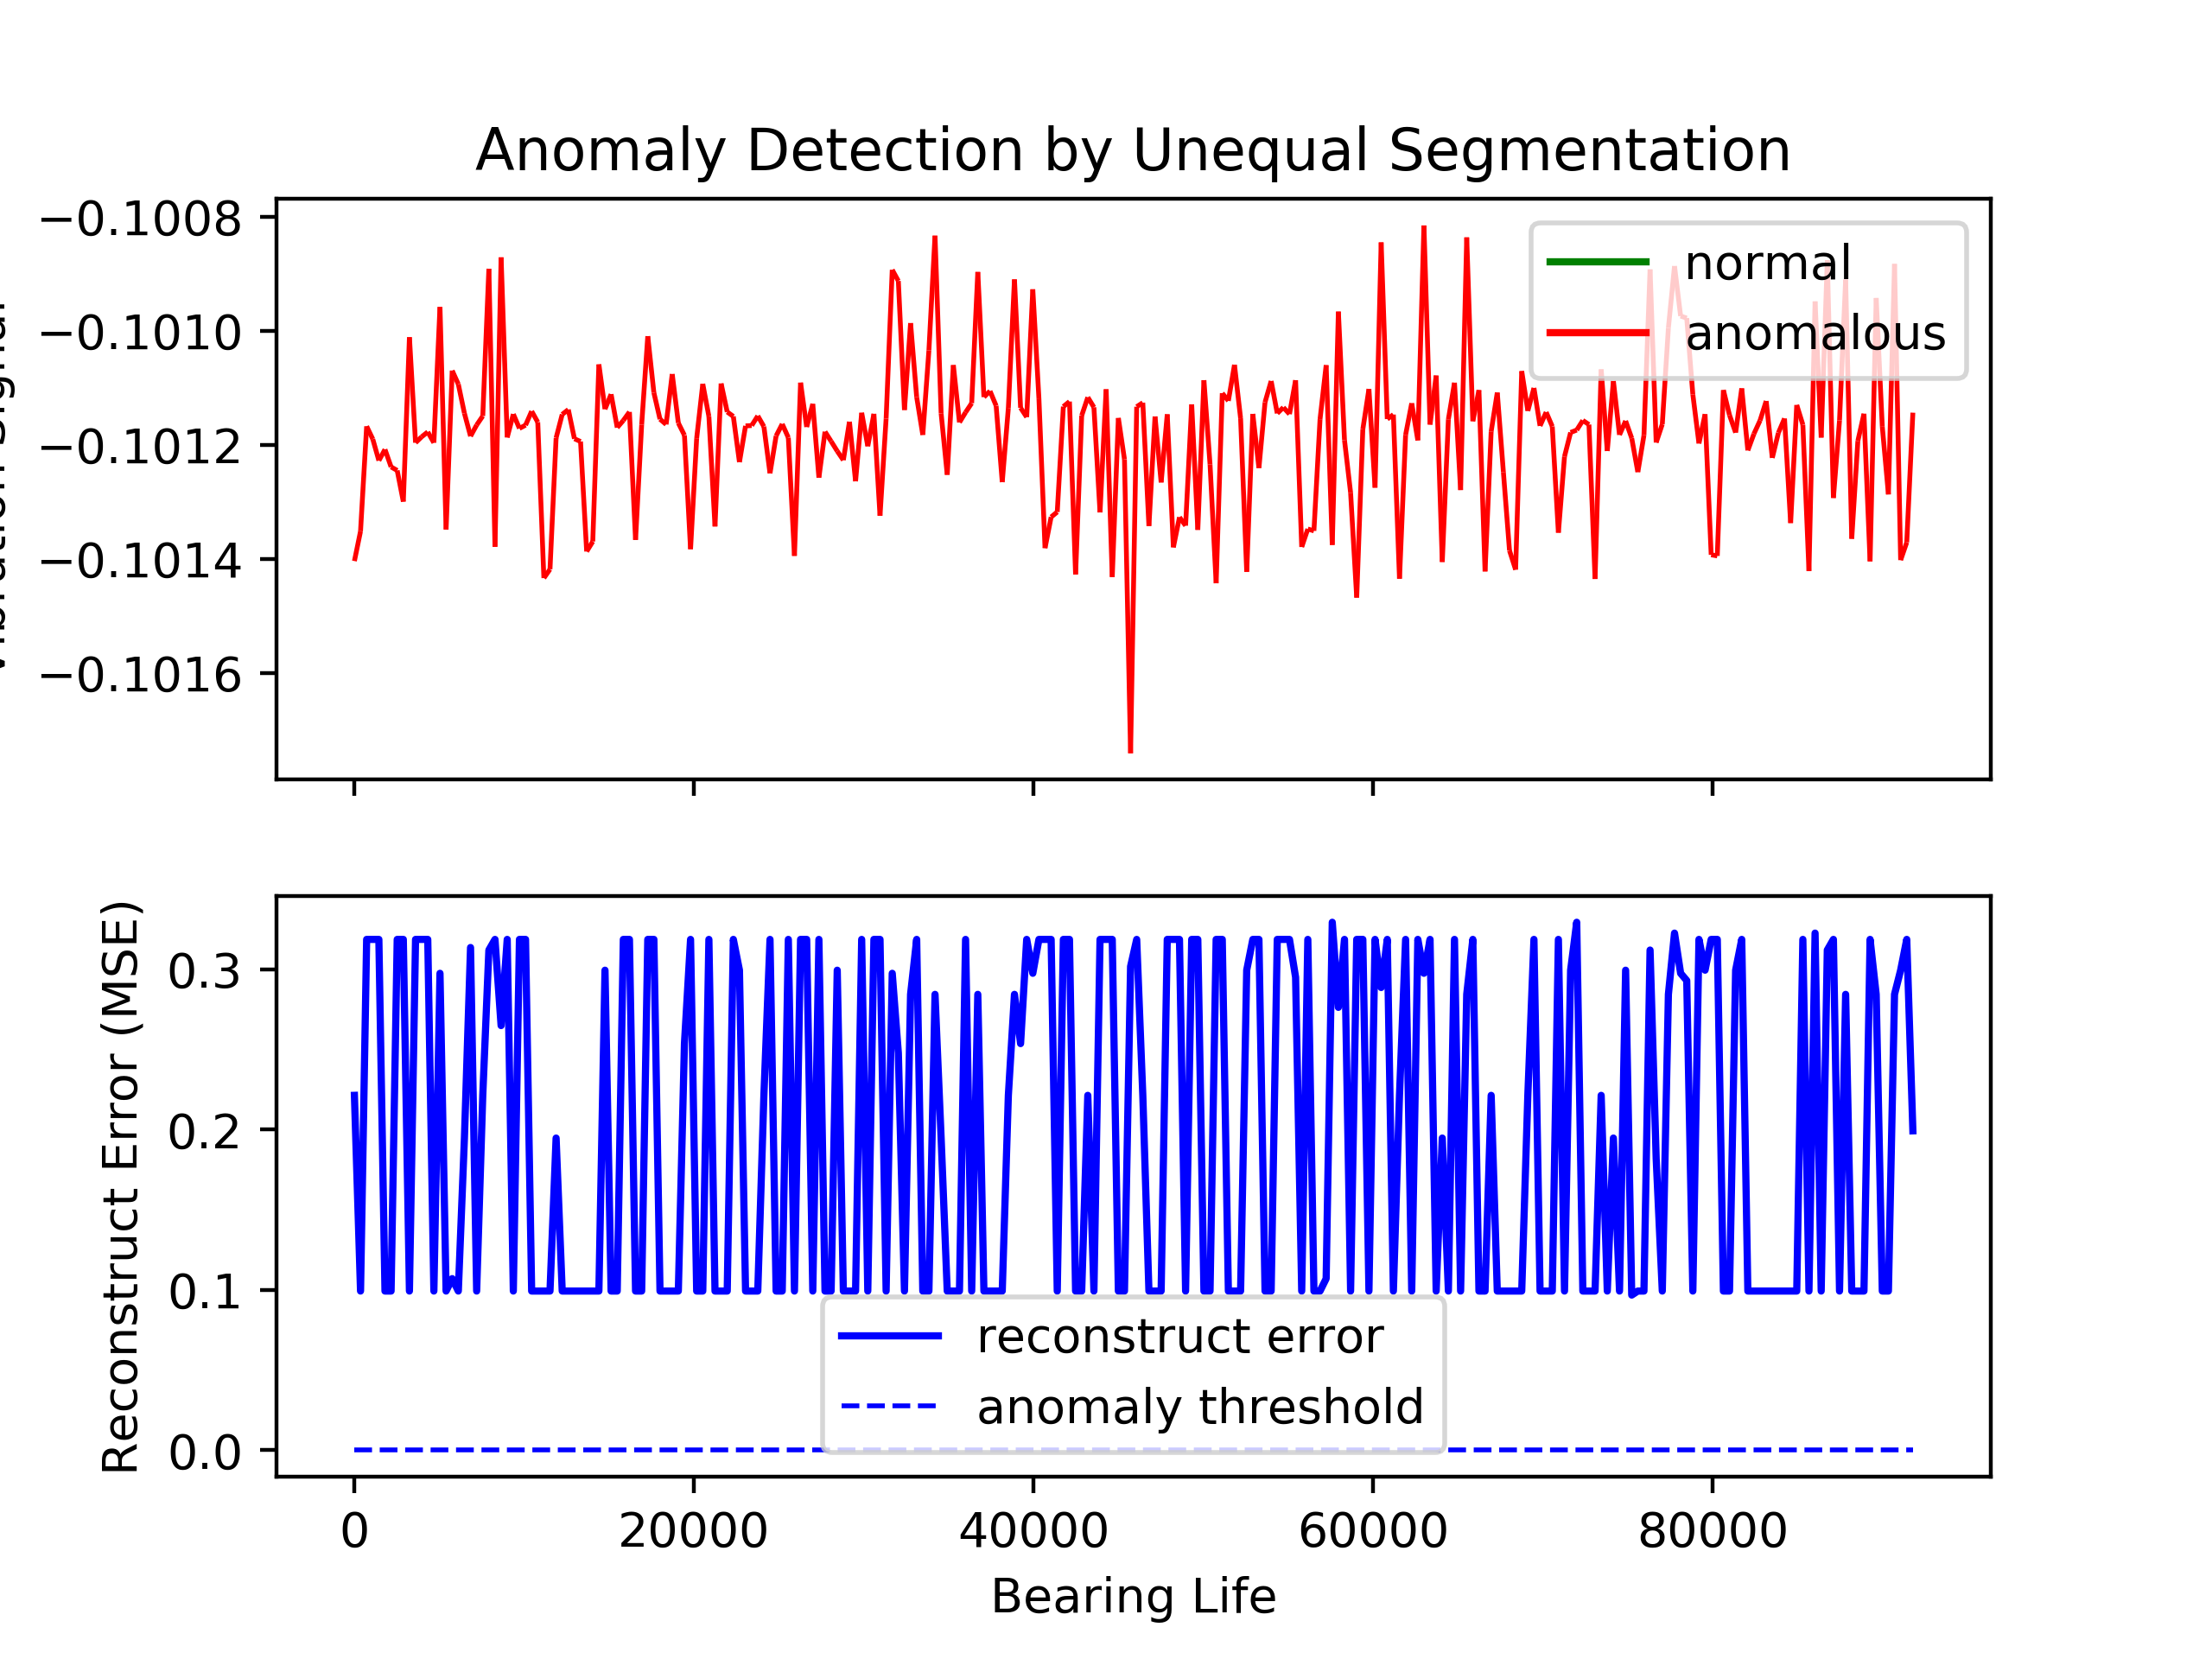 Anomaly Detection by Unequal Segmentation
−0.1008
−0.1010
−0.1012
−0.1014
−0.1016
normal
anomalous
Reconstruct Error (MSE)
0.3
0.2
0.1
0.0
reconstruct error
anomaly threshold
0 20000 40000 60000 80000
Bearing Life